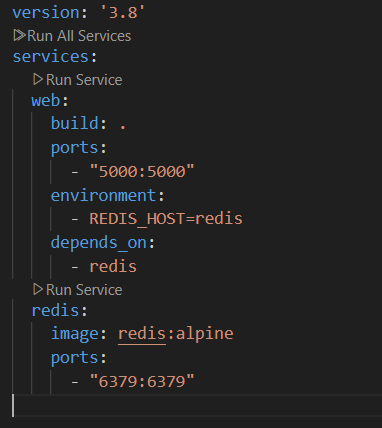 version: '3.8'
Run All Services
services:
Run Service
web:
build: .
ports:
- "5000:5000"
environment:
- REDIS_HOST=redis
depends_on:
- redis
Run Service
redis:
image: redis:alpine
ports:
- "6379:6379"